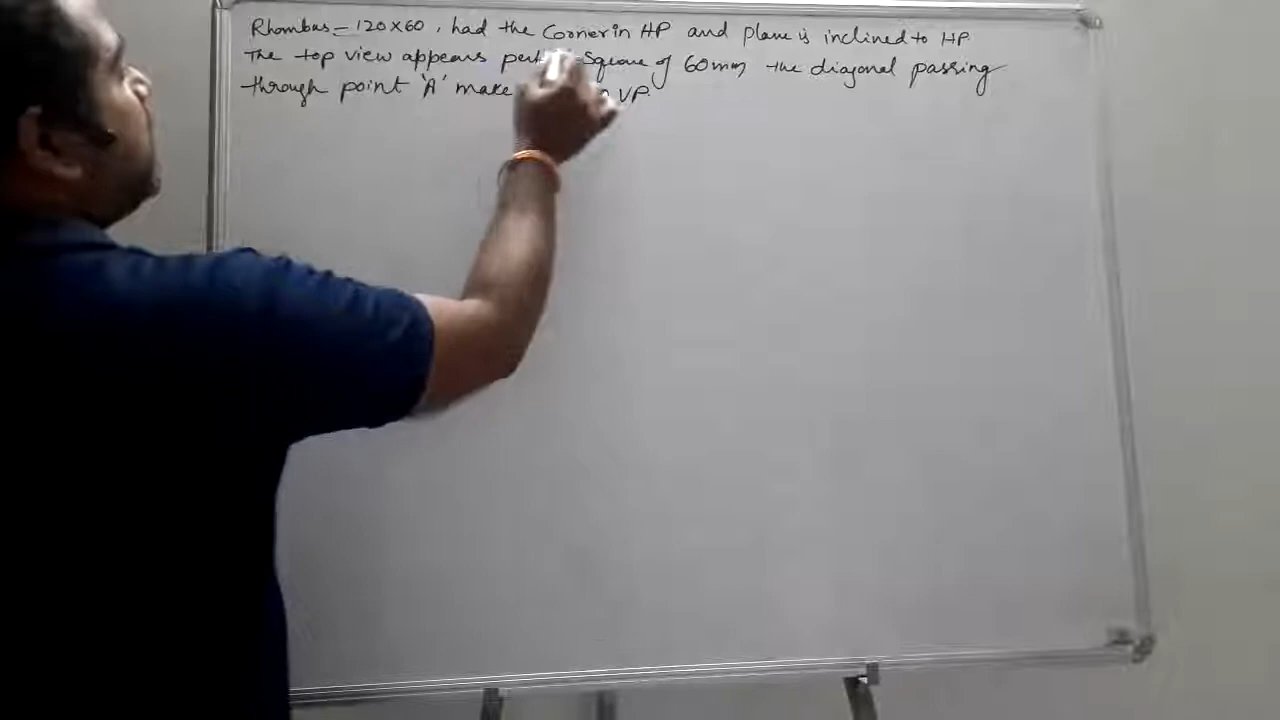 Rhombus = 120x60, had the Corner in HP and plane is inclined to HP
The top view appears Square of 60mm the diagonal passing
through point 'A' make VP.